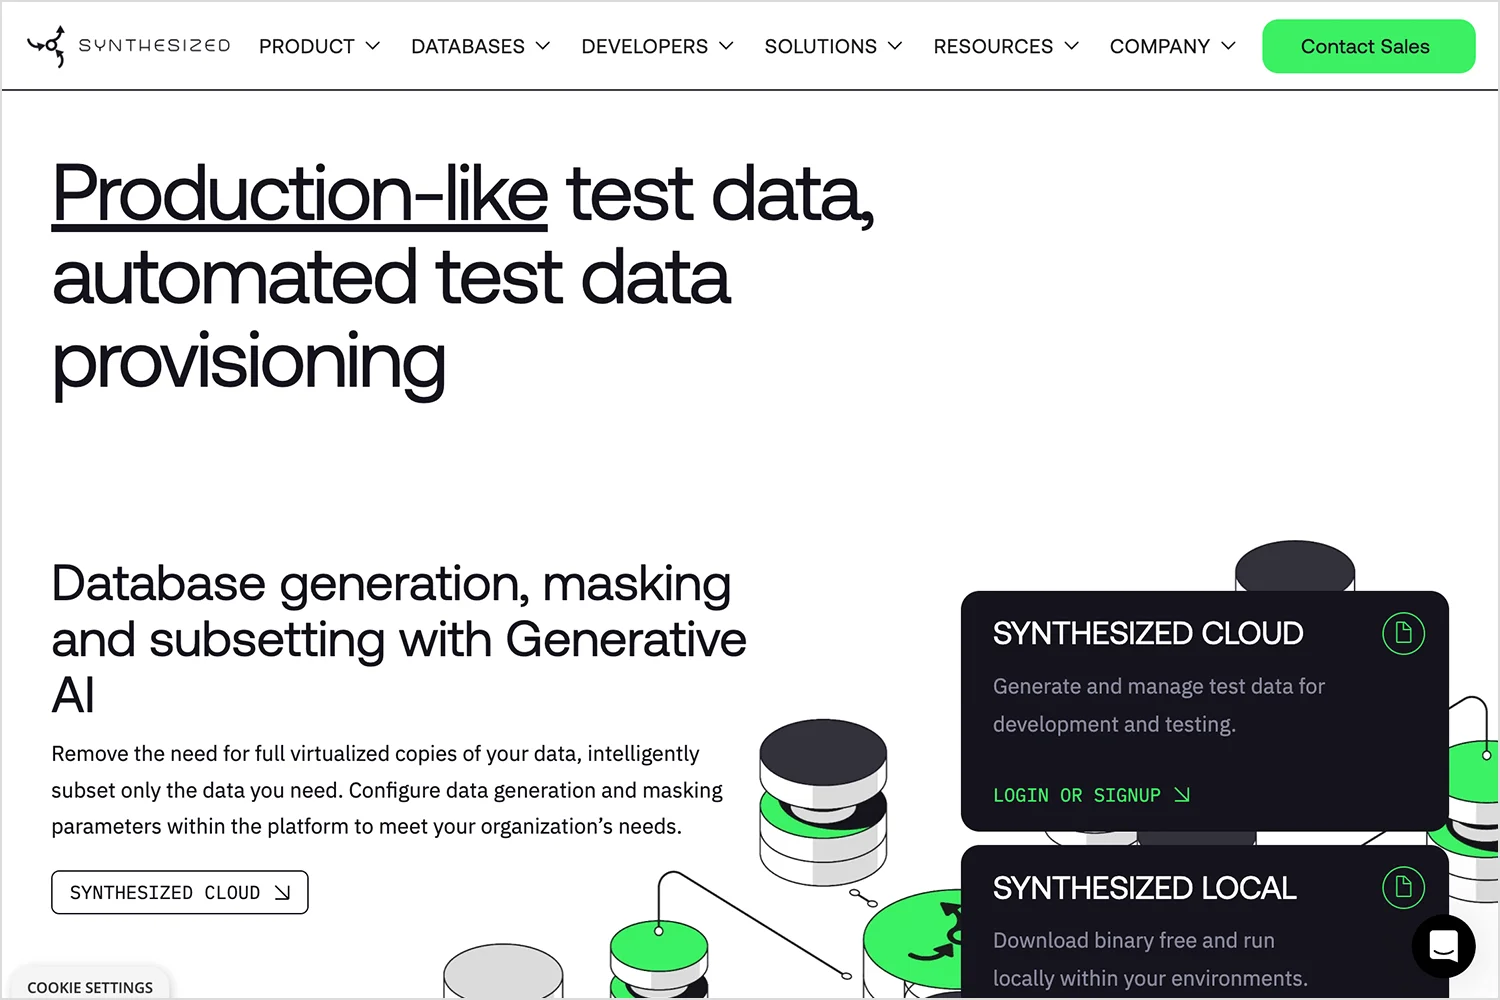 SYNTHESIZED
PRODUCT
DATABASES
DEVELOPERS
SOLUTIONS
RESOURCES
COMPANY
Contact Sales
Production-like test data,
automated test data
provisioning
Database generation, masking
and subsetting with Generative
AI
Remove the need for full virtualized copies of your data, intelligently
subset only the data you need. Configure data generation and masking
parameters within the platform to meet your organization’s needs.
SYNTHESIZED CLOUD
SYNTHESIZED CLOUD
Generate and manage test data for
development and testing.
LOGIN OR SIGNUP
SYNTHESIZED LOCAL
Download binary free and run
locally within your environments.
COOKIE SETTINGS